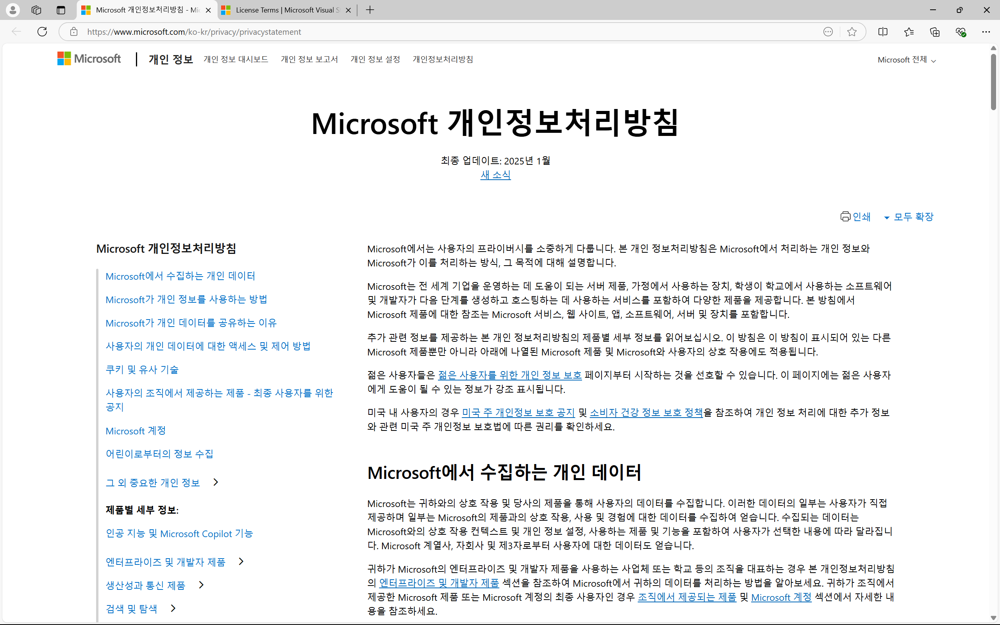 Microsoft 개인정보처리방침 - Mic
License Terms | Microsoft Visual S
https://www.microsoft.com/ko-kr/privacy/privacystatement
Microsoft
개인 정보
개인 정보 대시보드
개인 정보 보고서
개인 정보 설정
개인정보처리방침
Microsoft 전체
Microsoft 개인정보처리방침
최종 업데이트: 2025년 1월
새 소식
인쇄
모두 확장
Microsoft 개인정보처리방침
Microsoft에서 수집하는 개인 데이터
Microsoft가 개인 정보를 사용하는 방법
Microsoft가 개인 데이터를 공유하는 이유
사용자의 개인 데이터에 대한 액세스 및 제어 방법
쿠키 및 유사 기술
사용자의 조직에서 제공하는 제품 - 최종 사용자를 위한
공지
Microsoft 계정
어린이로부터의 정보 수집
그 외 중요한 개인 정보
제품별 세부 정보:
인공 지능 및 Microsoft Copilot 기능
엔터프라이즈 및 개발자 제품
생산성과 통신 제품
검색 및 탐색
Microsoft에서는 사용자의 프라이버시를 소중하게 다룹니다. 본 개인 정보처리방침은 Microsoft에서 처리하는 개인 정보와
Microsoft가 이를 처리하는 방식, 그 목적에 대해 설명합니다.
Microsoft는 전 세계 기업을 운영하는 데 도움이 되는 서버 제품, 가정에서 사용하는 장치, 학생이 학교에서 사용하는 소프트웨어
및 개발자가 다음 단계를 생성하고 호스팅하는 데 사용하는 서비스를 포함하여 다양한 제품을 제공합니다. 본 방침에서
Microsoft 제품에 대한 참조는 Microsoft 서비스, 웹 사이트, 앱, 소프트웨어, 서버 및 장치를 포함합니다.
추가 관련 정보를 제공하는 본 개인 정보처리방침의 제품별 세부 정보를 읽어보십시오. 이 방침은 이 방침이 표시되어 있는 다른
Microsoft 제품뿐만 아니라 아래에 나열된 Microsoft 제품 및 Microsoft와 사용자의 상호 작용에도 적용됩니다.
젊은 사용자들은 젊은 사용자를 위한 개인 정보 보호 페이지부터 시작하는 것을 선호할 수 있습니다. 이 페이지에는 젊은 사용자
에게 도움이 될 수 있는 정보가 강조 표시됩니다.
미국 내 사용자의 경우 미국 주 개인정보 보호 공지 및 소비자 건강 정보 보호 정책을 참조하여 개인 정보 처리에 대한 추가 정보
와 관련 미국 주 개인정보 보호법에 따른 권리를 확인하세요.
Microsoft에서 수집하는 개인 데이터
Microsoft는 귀하와의 상호 작용 및 당사의 제품을 통해 사용자의 데이터를 수집합니다. 이러한 데이터의 일부는 사용자가 직접
제공하며 일부는 Microsoft의 제품과의 상호 작용, 사용 및 경험에 대한 데이터를 수집하여 얻습니다. 수집되는 데이터는
Microsoft와의 상호 작용 컨텍스트 및 개인 정보 설정, 사용하는 제품 및 기능을 포함하여 사용자가 선택한 내용에 따라 달라집니
다. Microsoft 계열사, 자회사 및 제3자로부터 사용자에 대한 데이터도 얻습니다.
귀하가 Microsoft의 엔터프라이즈 및 개발자 제품을 사용하는 사업체 또는 학교 등의 조직을 대표하는 경우 본 개인정보처리방침
의 엔터프라이즈 및 개발자 제품 섹션을 참조하여 Microsoft에서 귀하의 데이터를 처리하는 방법을 알아보세요. 귀하가 조직에서
제공한 Microsoft 제품 또는 Microsoft 계정의 최종 사용자인 경우 조직에서 제공되는 제품 및 Microsoft 계정 섹션에서 자세한 내
용을 참조하세요.